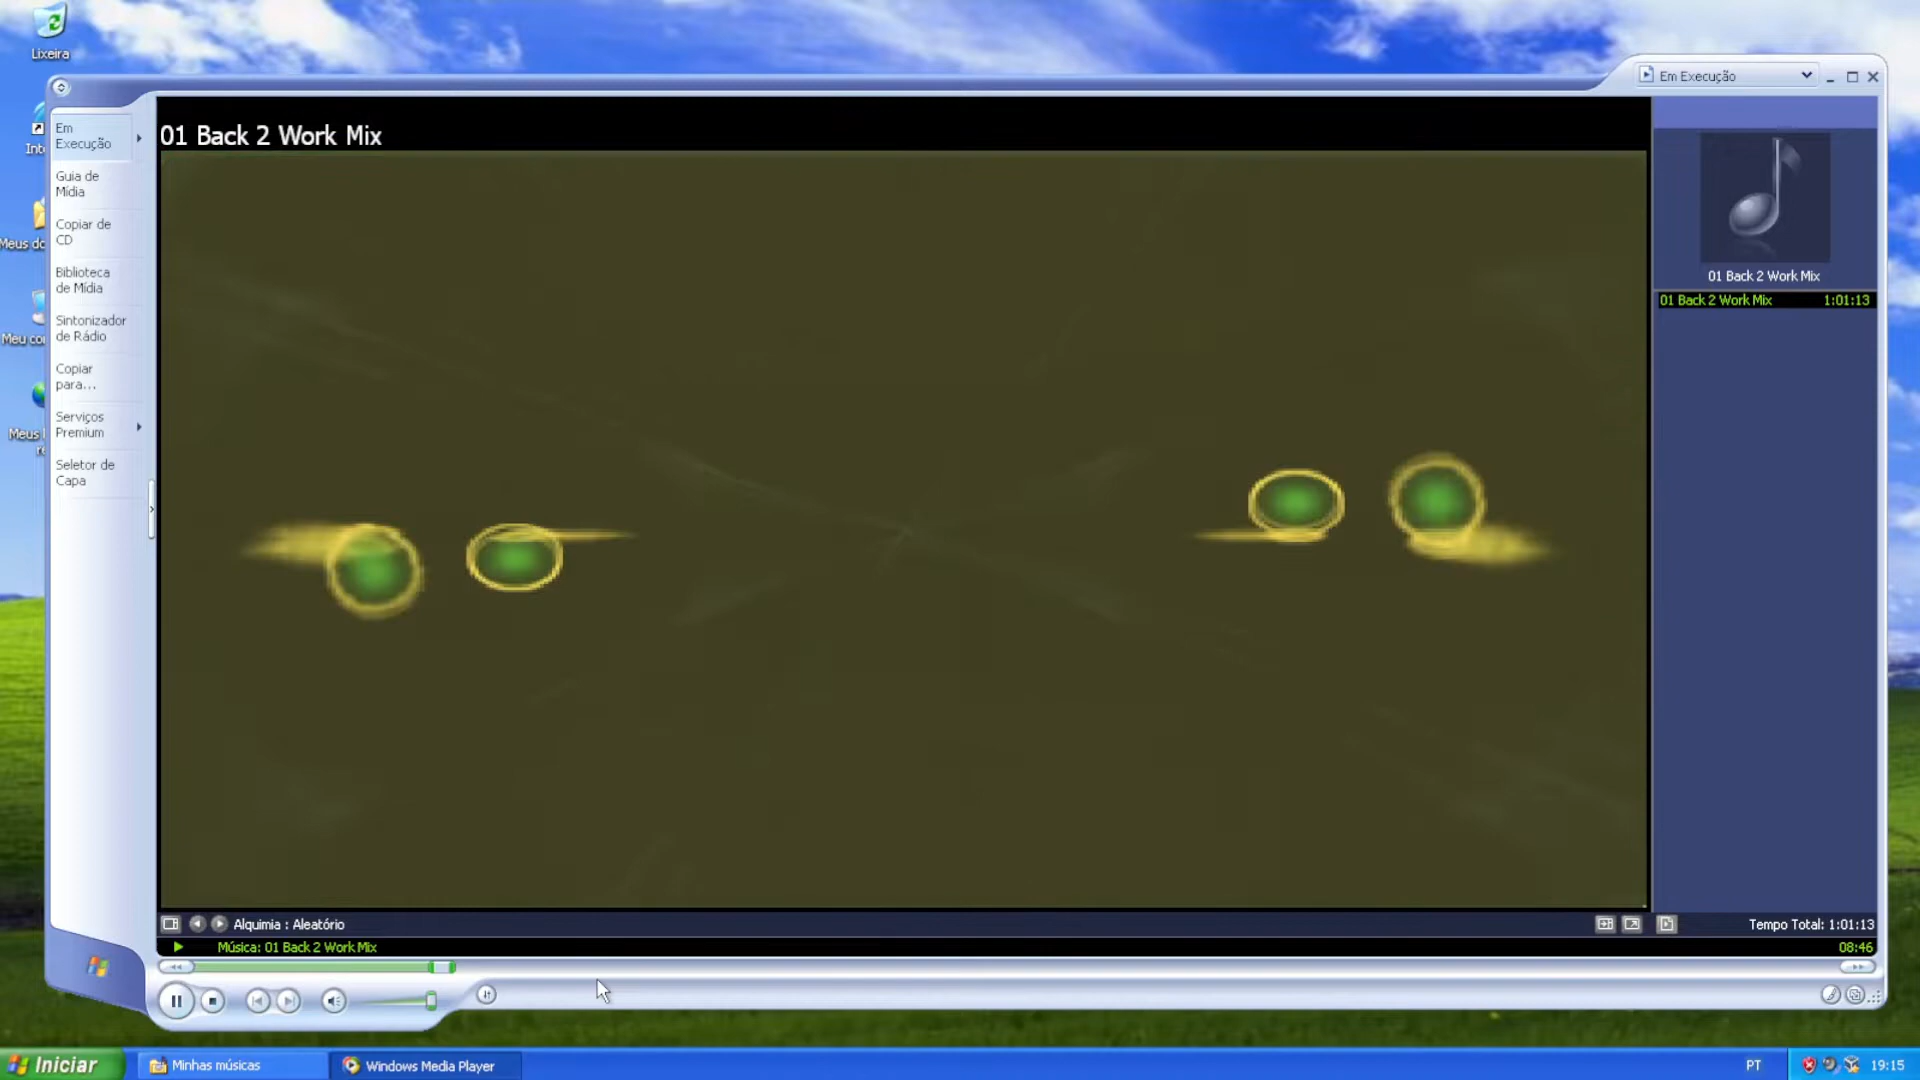 Lixeira
Em Execução
Em
Execução
Guia de
Mídia
Copiar de
CD
Biblioteca
de Mídia
Sintonizador
de Rádio
Copiar
para...
Serviços
Premium
Seletor de
Capa
Meus
Meu
Meus
01 Back 2 Work Mix
01 Back 2 Work Mix
01 Back 2 Work Mix 1:01:13
Alquimia : Aleatório
Tempo Total: 1:01:13
Música: 01 Back 2 Work Mix
08:46
Iniciar
Minhas músicas
Windows Media Player
PT
19:15